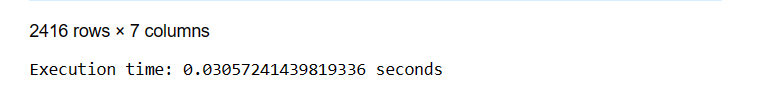 2416 rows × 7 columns
Execution time: 0.03057241439819336 seconds